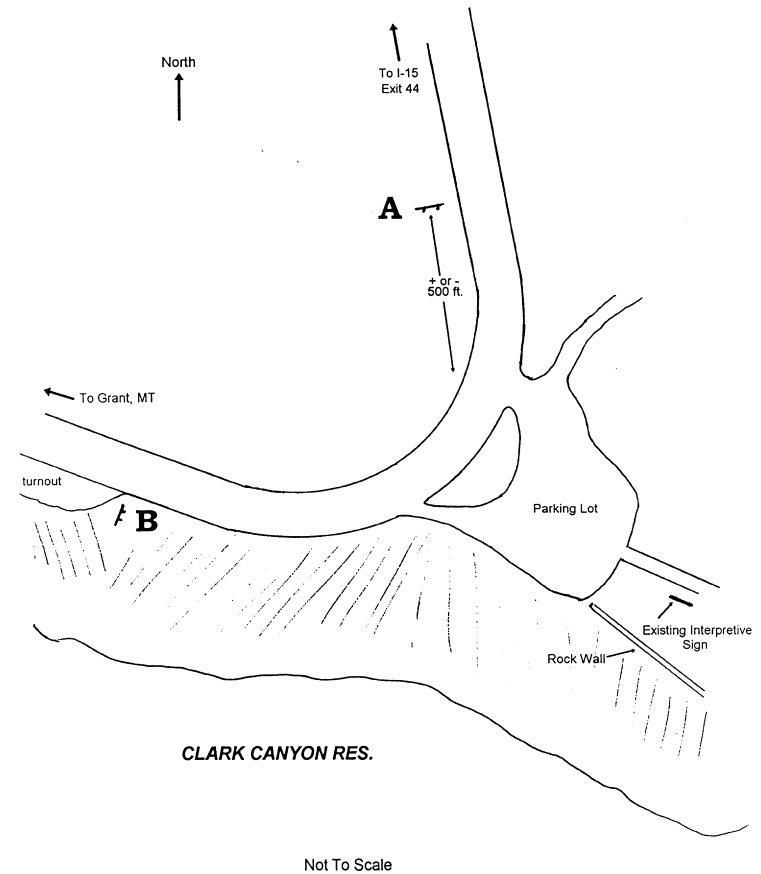 North
To I-15
Exit 44
A
+ or -
500 ft.
To Grant, MT
turnout
B
Parking Lot
Existing Interpretive
Sign
Rock Wall
CLARK CANYON RES.
Not To Scale